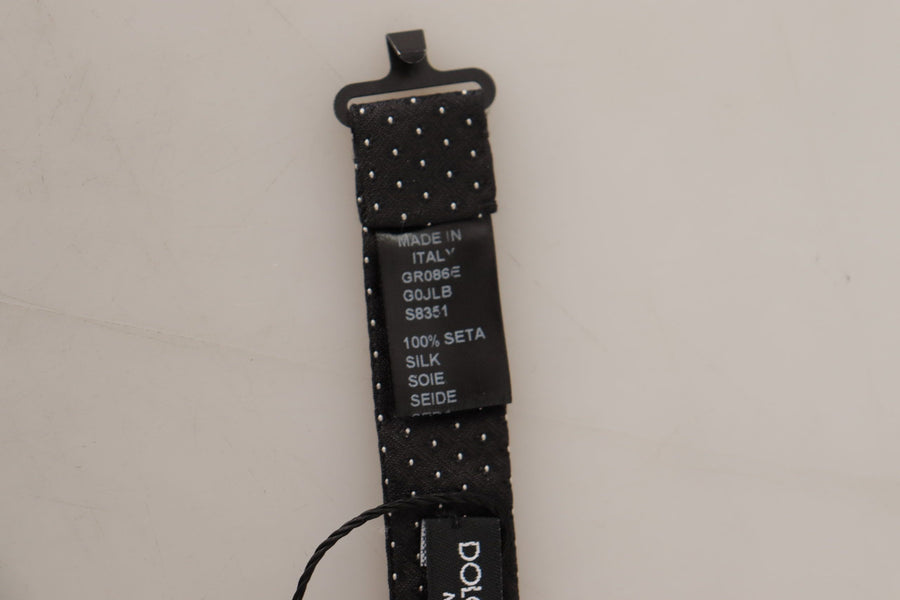 MADE IN
ITALY
GR086E
G0JLB
S8351
100% SETA
SILK
SOIE
SEIDE